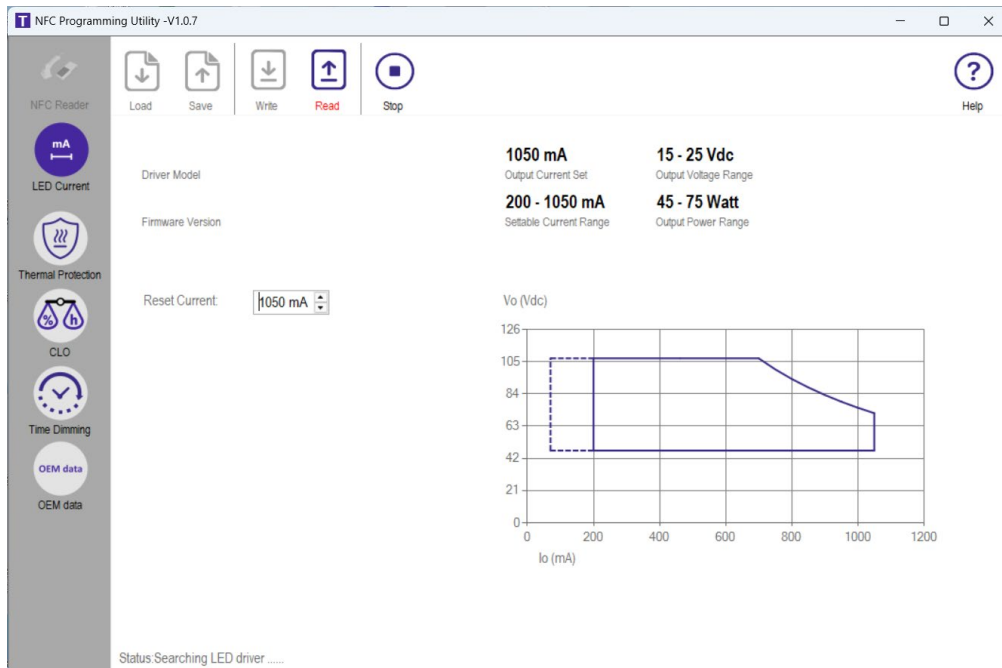 T NFC Programming Utility -V1.0.7
NFC Reader
Load Save Write Read Stop Help
mA
LED Current
Thermal Protection
% h
CLO
Time Dimming
OEM data
OEM data
Driver Model
Firmware Version
1050 mA
Output Current Set
15 - 25 Vdc
Output Voltage Range
200 - 1050 mA
Settable Current Range
45 - 75 Watt
Output Power Range
Reset Current: 1050 mA
Vo (Vdc)
126
105
84
63
42
21
0
0 200 400 600 800 1000 1200
Io (mA)
Status:Searching LED driver ......